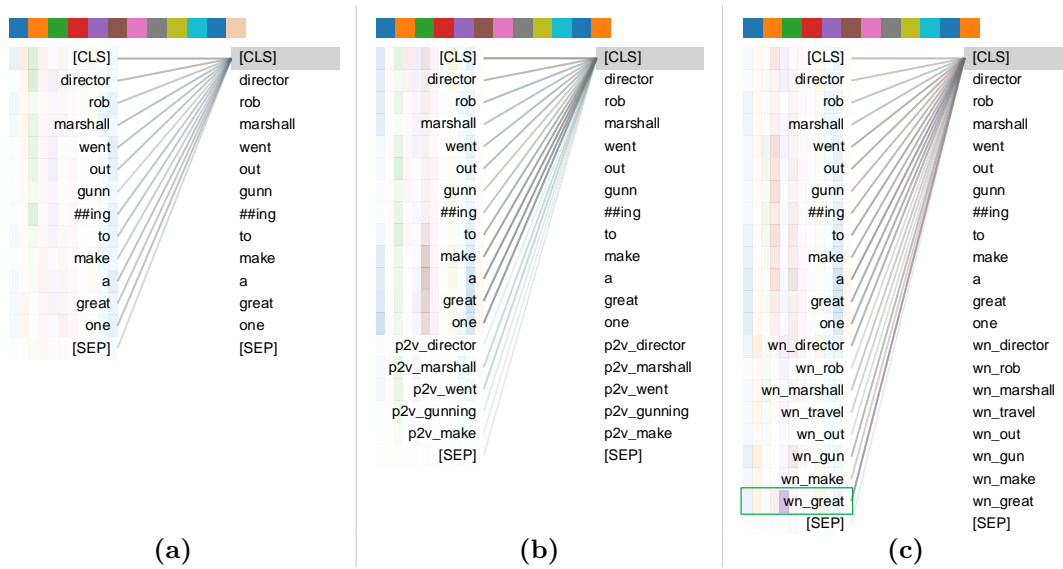 [CLS] [CLS]
director director
rob rob
marshall marshall
went went
out out
gunn gunn
##ing ##ing
to to
make make
a a
great great
one one
[SEP] [SEP]
(a)
[CLS] [CLS]
director director
rob rob
marshall marshall
went went
out out
gunn gunn
##ing ##ing
to to
make make
a a
great great
one one
p2v_director p2v_director
p2v_marshall p2v_marshall
p2v_went p2v_went
p2v_gunning p2v_gunning
p2v_make p2v_make
[SEP] [SEP]
(b)
[CLS] [CLS]
director director
rob rob
marshall marshall
went went
out out
gunn gunn
##ing ##ing
to to
make make
a a
great great
one one
wn_director wn_director
wn_rob wn_rob
wn_marshall wn_marshall
wn_travel wn_travel
wn_out wn_out
wn_gun wn_gun
wn_make wn_make
wn_great wn_great
[SEP] [SEP]
(c)